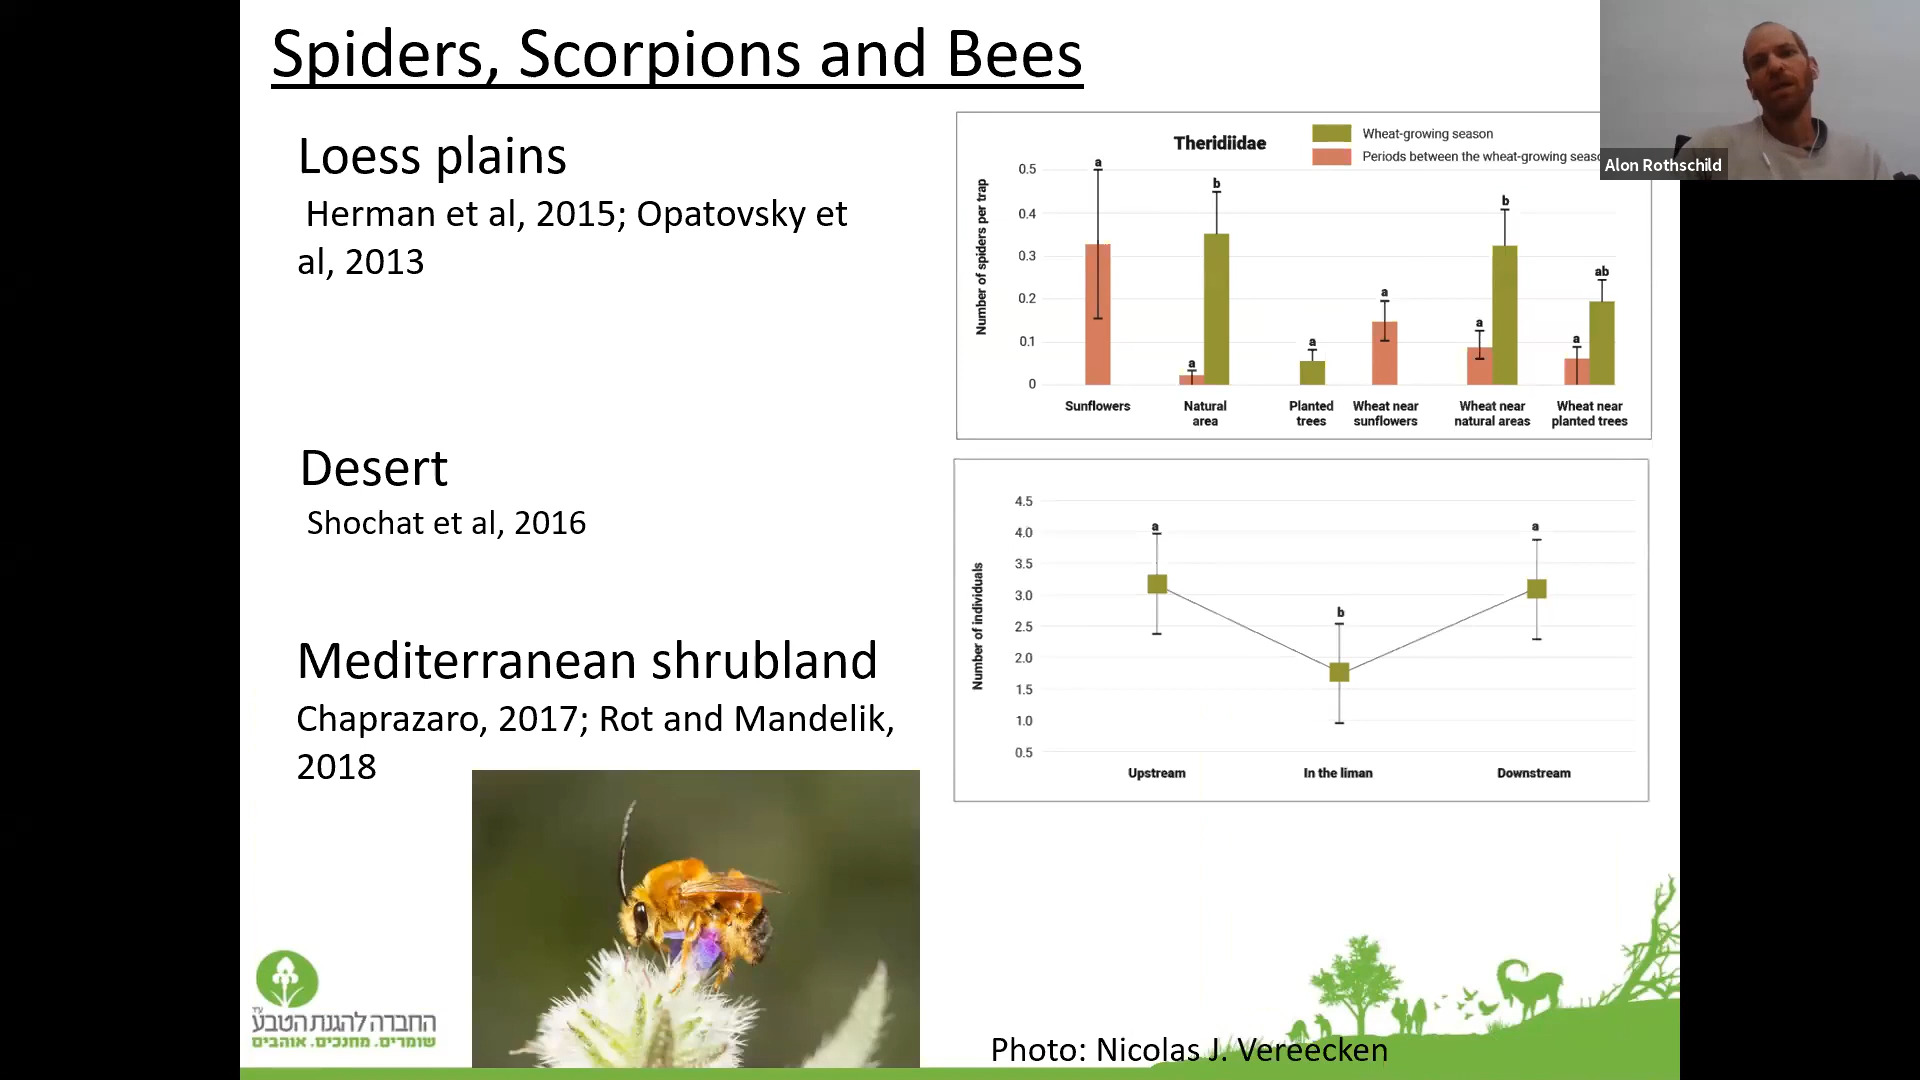 Spiders, Scorpions and Bees
Loess plains
Herman et al, 2015; Opatovsky et
al, 2013
Desert
Shochat et al, 2016
Mediterranean shrubland
Chaprazaro, 2017; Rot and Mandelik,
2018
Theridiidae
Wheat-growing season
Periods between the wheat-growing
Number of spiders per trap
0.5
0.4
0.3
0.2
0.1
0
a
a
b
a
a
a
b
a
ab
Sunflowers
Natural
area
Planted
trees
Wheat near
sunflowers
Wheat near
natural areas
Wheat near
planted trees
Number of individuals
4.5
4.0
3.5
3.0
2.5
2.0
1.5
1.0
0.5
a
b
a
Upstream
In the liman
Downstream
Alon Rothschild
החברה להגנת הטבע
שומרים. מחנכים. אוהבים
Photo: Nicolas J. Vereecken